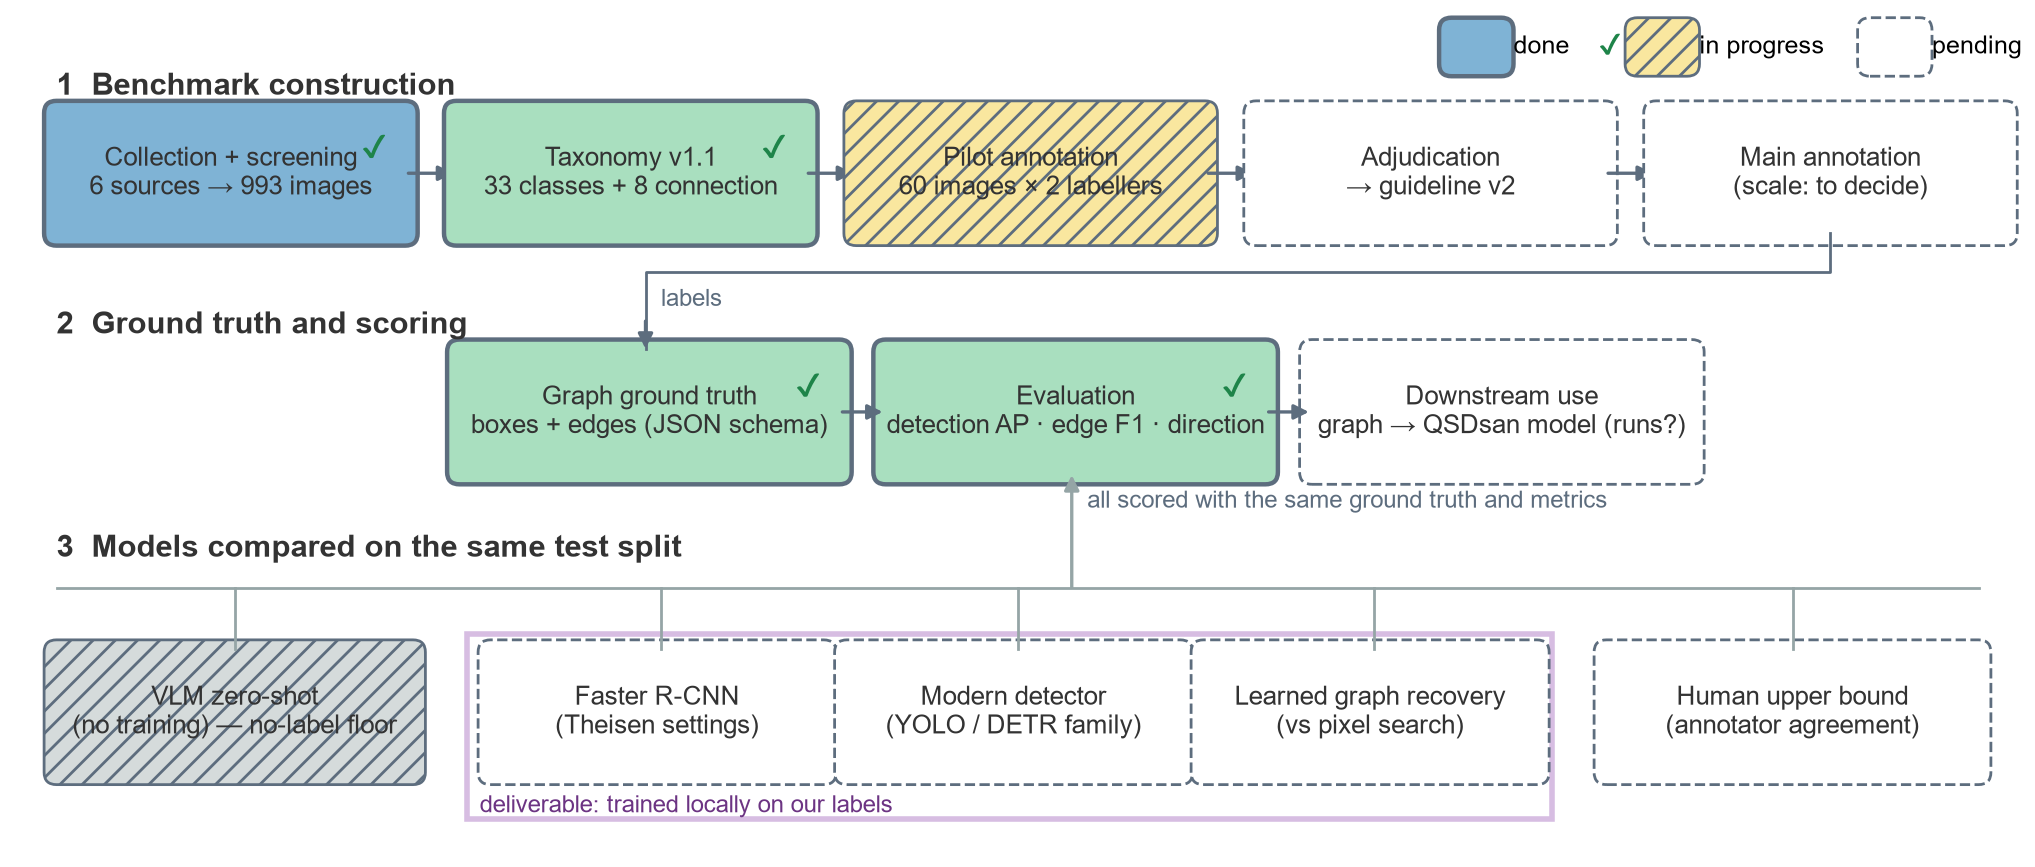 done ✓ in progress pending
1 Benchmark construction
Collection + screening ✓
6 sources → 993 images
Taxonomy v1.1 ✓
33 classes + 8 connection
Pilot annotation
60 images × 2 labellers
Adjudication
→ guideline v2
Main annotation
(scale: to decide)
labels
2 Ground truth and scoring
Graph ground truth ✓
boxes + edges (JSON schema)
Evaluation ✓
detection AP · edge F1 · direction
Downstream use
graph → QSDsan model (runs?)
all scored with the same ground truth and metrics
3 Models compared on the same test split
VLM zero-shot
(no training) — no-label floor
Faster R-CNN
(Theisen settings)
Modern detector
(YOLO / DETR family)
Learned graph recovery
(vs pixel search)
Human upper bound
(annotator agreement)
deliverable: trained locally on our labels